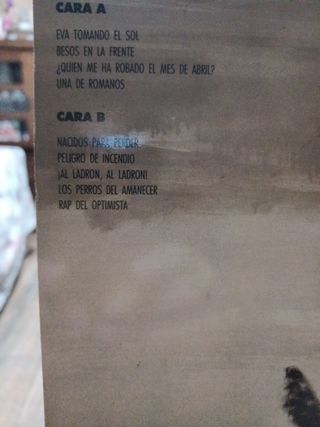 CARA A
EVA TOMANDO EL SOL
BESOS EN LA FRENTE
¿QUIEN ME HA ROBADO EL MES DE ABRIL?
UNA DE ROMANOS
CARA B
NACIDOS PARA PERDER
PELIGRO DE INCENDIO
¡AL LADRON, AL LADRON!
LOS PERROS DEL AMANECER
RAP DEL OPTIMISTA